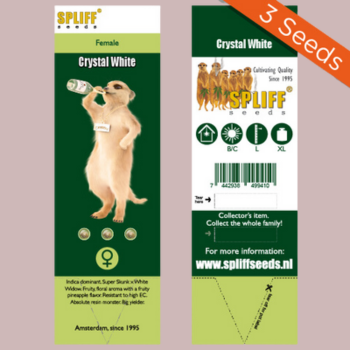 SPLIFF®
seeds
Female
Crystal White
Indica dominant, Super Skunk x White
Widow. Fruity, floral aroma with a fruity
pineapple flavor. Resistant to high EC.
Absolute resin monster. Big yielder.
Amsterdam, since 1995
3 Seeds
Crystal White
Cultivating Quality
Since 1995
SPLIFF®
seeds
B/C
L
XL
7 442938 499410
Tear
here
Collector's item.
Collect the whole family!
For more information:
www.spliffseeds.nl